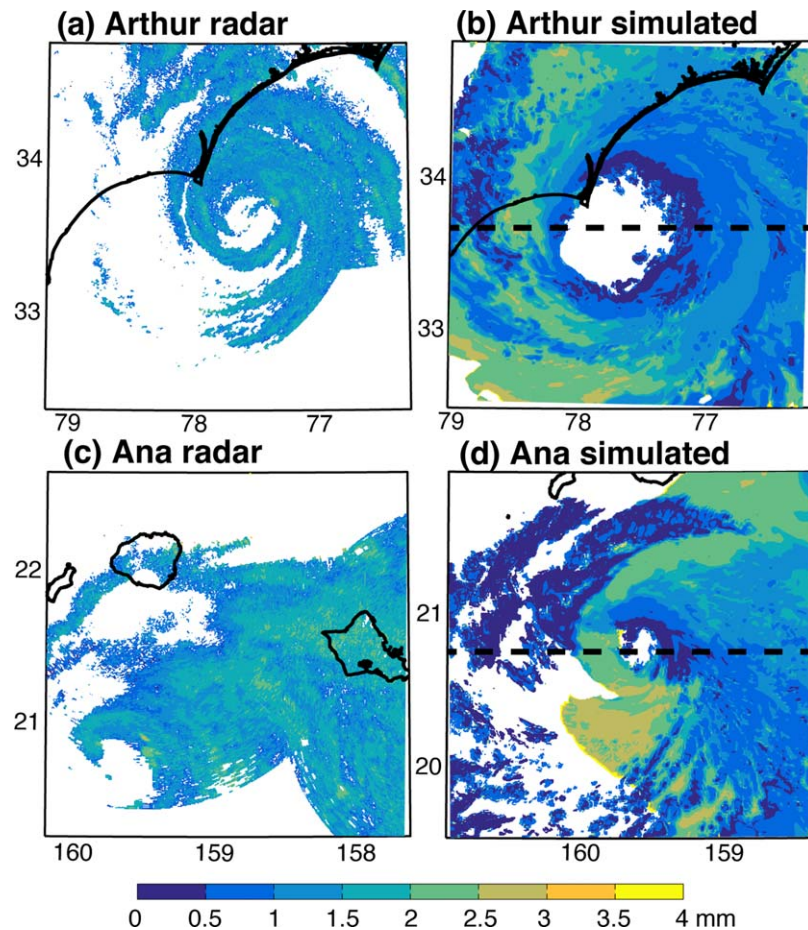 (a) Arthur radar
(b) Arthur simulated
34
33
79 78 77
34
33
79 78 77
(c) Ana radar
(d) Ana simulated
22
21
160 159 158
21
20
160 159
0 0.5 1 1.5 2 2.5 3 3.5 4 mm